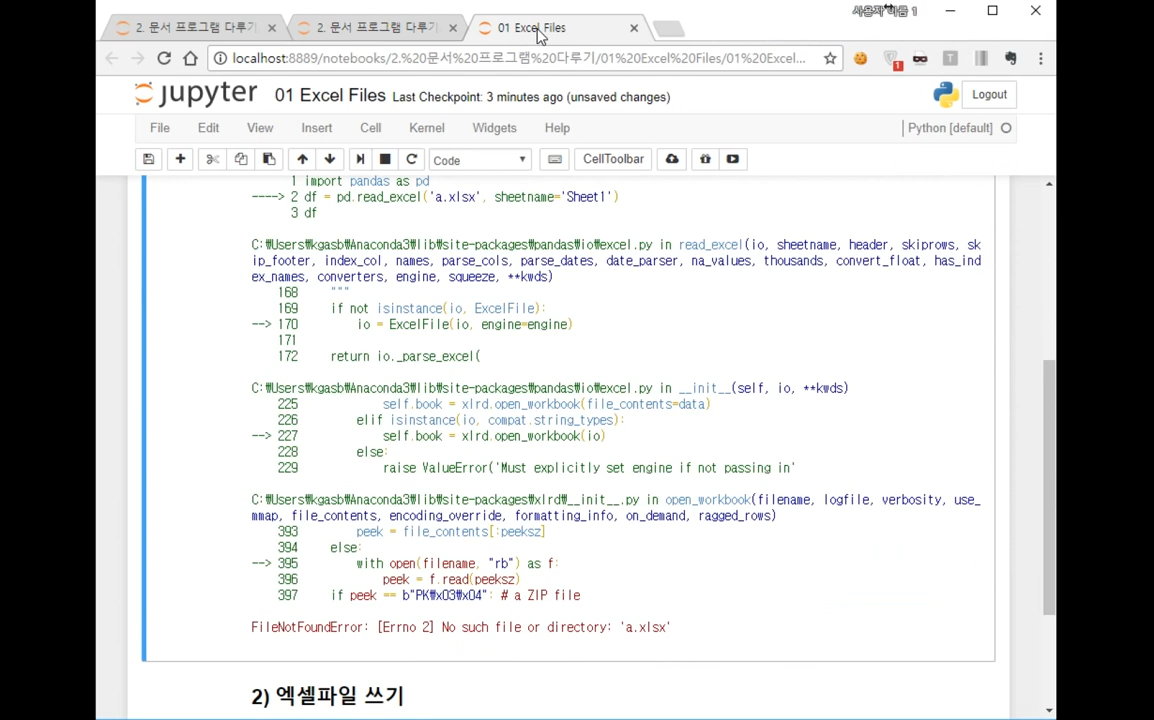 사용자 이름 1
2. 문서 프로그램 다루기
2. 문서 프로그램 다루기
01 Excel Files
localhost:8889/notebooks/2.%20문서%20프로그램%20다루기/01%20Excel%20Files/01%20Excel...
1
T
jupyter 01 Excel Files Last Checkpoint: 3 minutes ago (unsaved changes)
Logout
File Edit View Insert Cell Kernel Widgets Help
Python [default]
Code
CellToolbar
1 import pandas as pd
----> 2 df = pd.read_excel('a.xlsx', sheetname='Sheet1')
3 df
C:₩Users₩kgasb₩Anaconda3₩lib₩site-packages₩pandas₩io₩excel.py in read_excel(io, sheetname, header, skiprows, sk
ip_footer, index_col, names, parse_cols, parse_dates, date_parser, na_values, thousands, convert_float, has_ind
ex_names, converters, engine, squeeze, **kwds)
168 """
169 if not isinstance(io, ExcelFile):
--> 170 io = ExcelFile(io, engine=engine)
171
172 return io._parse_excel(
C:₩Users₩kgasb₩Anaconda3₩lib₩site-packages₩pandas₩io₩excel.py in __init__(self, io, **kwds)
225 self.book = xlrd.open_workbook(file_contents=data)
226 elif isinstance(io, compat.string_types):
--> 227 self.book = xlrd.open_workbook(io)
228 else:
229 raise ValueError('Must explicitly set engine if not passing in'
C:₩Users₩kgasb₩Anaconda3₩lib₩site-packages₩xlrd₩__init__.py in open_workbook(filename, logfile, verbosity, use_
mmap, file_contents, encoding_override, formatting_info, on_demand, ragged_rows)
393 peek = file_contents[:peeksz]
394 else:
--> 395 with open(filename, "rb") as f:
396 peek = f.read(peeksz)
397 if peek == b"PK₩x03₩x04": # a ZIP file
FileNotFoundError: [Errno 2] No such file or directory: 'a.xlsx'
2) 엑셀파일 쓰기